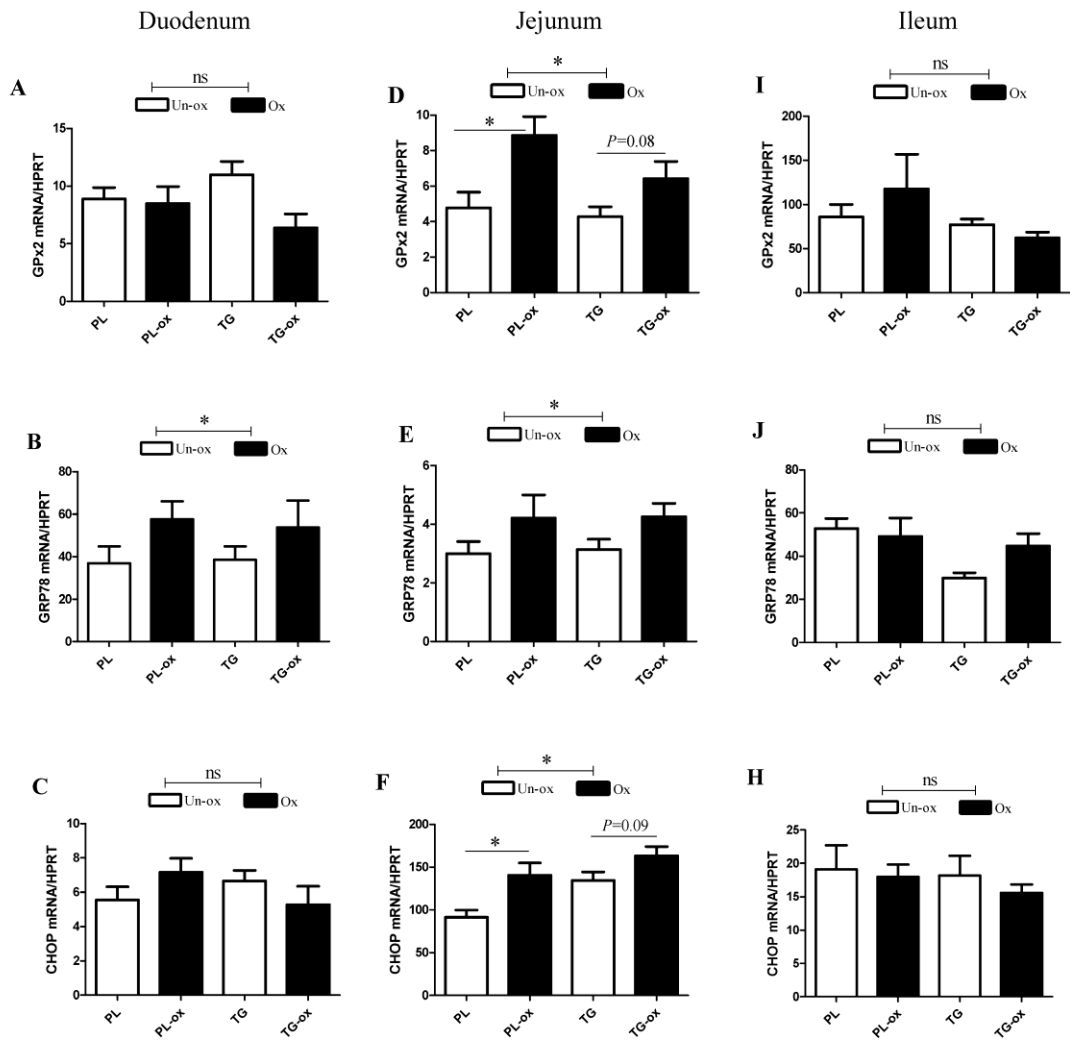 Duodenum
Jejunum
Ileum
A
ns
Un-ox Ox
GPx2 mRNA/HPRT
15
10
5
0
PL PL-ox TG TG-ox
D
*
Un-ox Ox
*
P=0.08
GPx2 mRNA/HPRT
10
8
6
4
2
0
PL PL-ox TG TG-ox
I
ns
Un-ox Ox
GPx2 mRNA/HPRT
200
150
100
50
0
PL PL-ox TG TG-ox
B
*
Un-ox Ox
GRP78 mRNA/HPRT
80
60
40
20
0
PL PL-ox TG TG-ox
E
*
Un-ox Ox
GRP78 mRNA/HPRT
6
4
2
0
PL PL-ox TG TG-ox
J
ns
Un-ox Ox
GRP78 mRNA/HPRT
80
60
40
20
0
PL PL-ox TG TG-ox
C
ns
Un-ox Ox
CHOP mRNA/HPRT
10
8
6
4
2
0
PL PL-ox TG TG-ox
F
*
Un-ox Ox
*
P=0.09
CHOP mRNA/HPRT
200
150
100
50
0
PL PL-ox TG TG-ox
H
ns
Un-ox Ox
CHOP mRNA/HPRT
25
20
15
10
5
0
PL PL-ox TG TG-ox